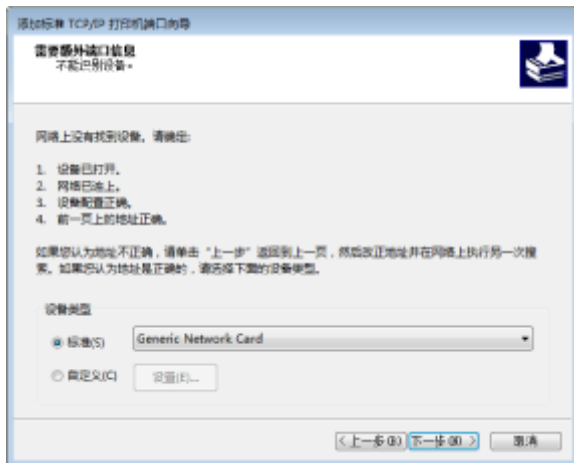 添加标准 TCP/IP 打印机端口向导
需要额外端口信息
不能识别设备。
网络上没有找到设备。请确定:
1. 设备已打开。
2. 网络已连上。
3. 设备配置正确。
4. 前一页上的地址正确。
如果您认为地址不正确，请单击“上一步”返回到上一页，然后改正地址并在网络上执行另一次搜
索。如果您认为地址是正确的，请选择下面的设备类型。
设备类型
标准(S) Generic Network Card
自定义(C) 设置(E)...
<上一步(B) 下一步(N) > 取消